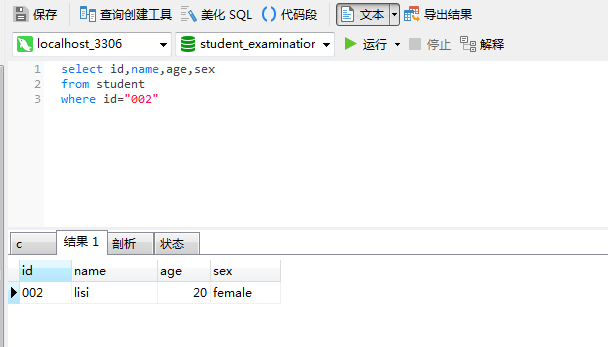 保存 查询创建工具 美化 SQL 代码段 文本 导出结果
localhost_3306 student_examination 运行 停止 解释
1 select id,name,age,sex
2 from student
3 where id="002"
c 结果 1 剖析 状态
id name age sex
002 lisi 20 female